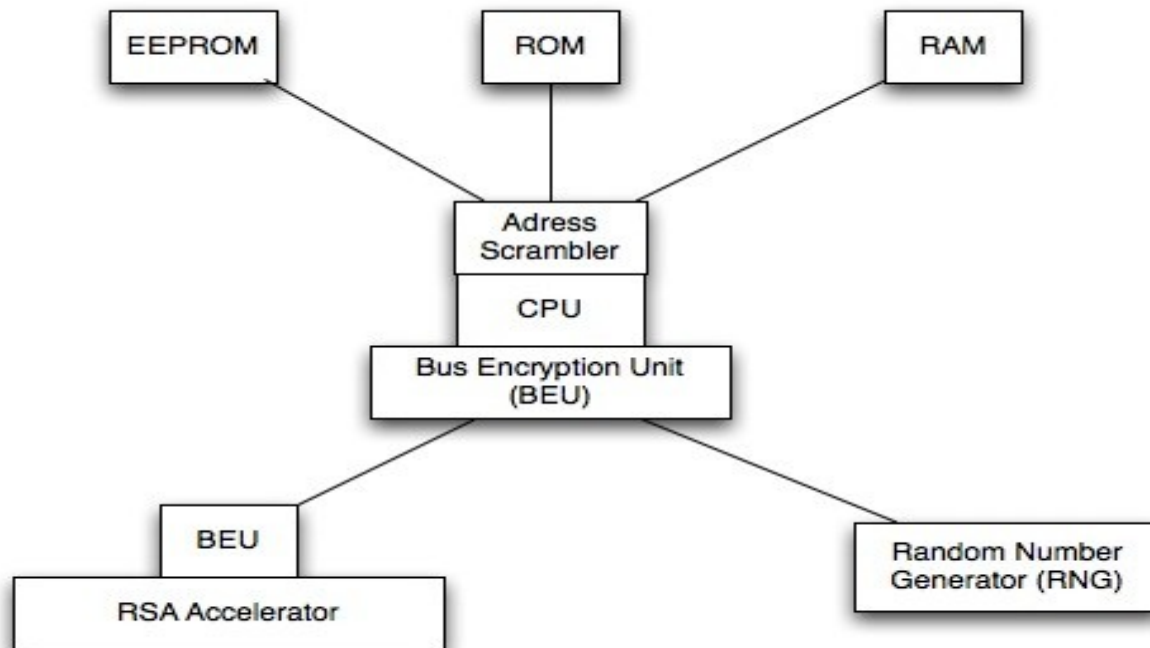 EEPROM
ROM
RAM
Adress
Scrambler
CPU
Bus Encryption Unit
(BEU)
BEU
RSA Accelerator
Random Number
Generator (RNG)